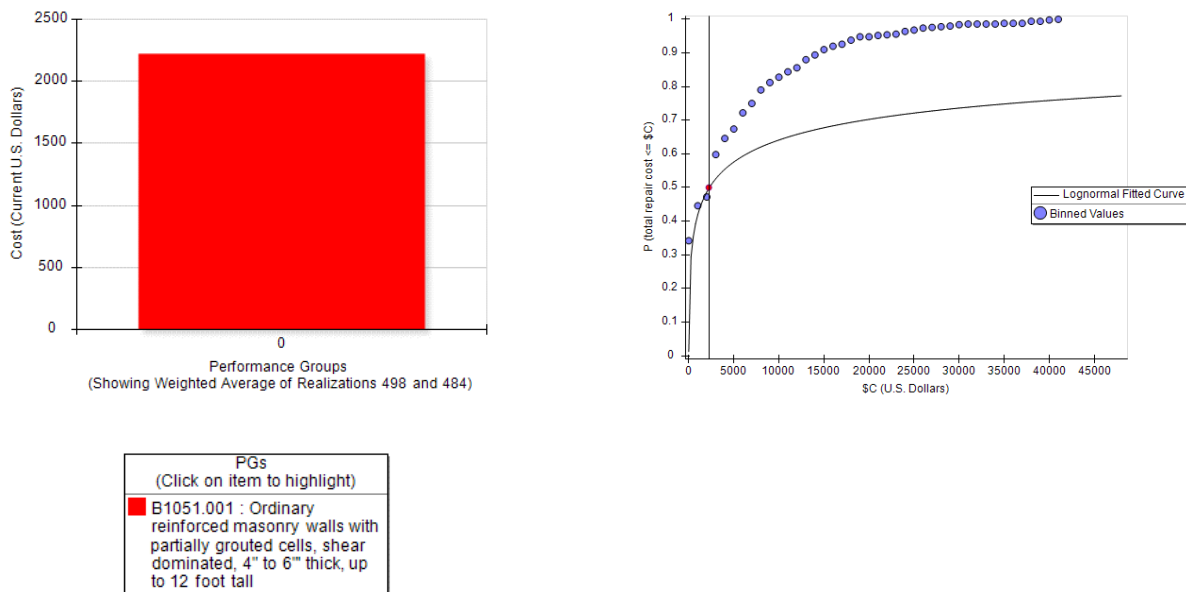 2500
2000
1500
1000
500
0
Cost (Current U.S. Dollars)
0
Performance Groups
(Showing Weighted Average of Realizations 498 and 484)
1
0.9
0.8
0.7
0.6
0.5
0.4
0.3
0.2
0.1
0
P (total repair cost <= $C)
0 5000 10000 15000 20000 25000 30000 35000 40000 45000
$C (U.S. Dollars)
Lognormal Fitted Curve
Binned Values
PGs
(Click on item to highlight)
B1051.001 : Ordinary
reinforced masonry walls with
partially grouted cells, shear
dominated, 4" to 6"" thick, up
to 12 foot tall